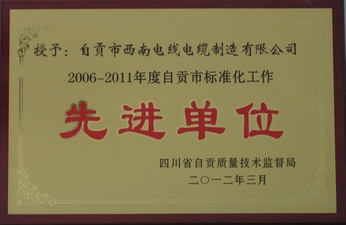 授予：自贡市西南电线电缆制造有限公司
2006-2011年度自贡市标准化工作
先进单位
四川省自贡质量技术监督局
二〇一二年三月